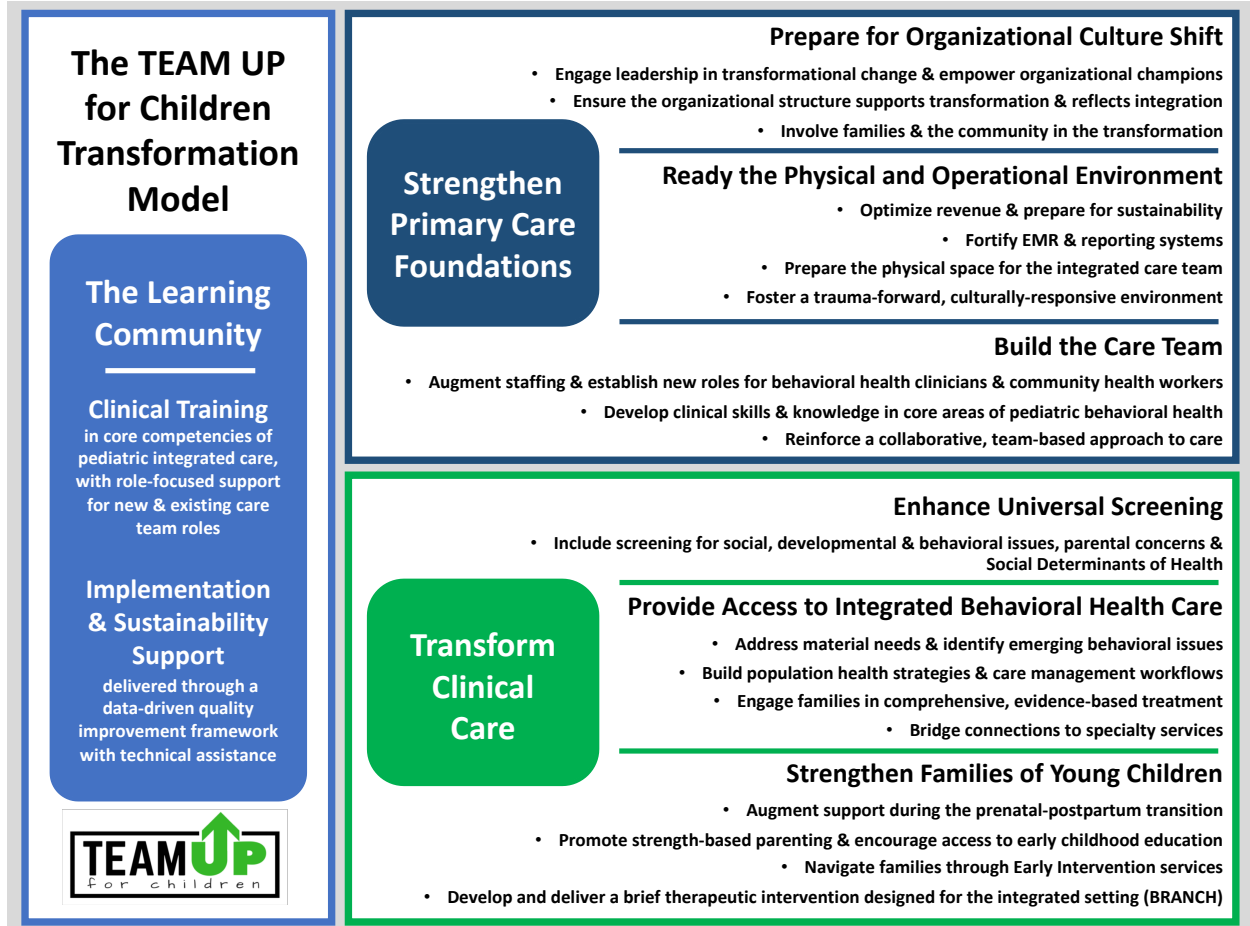 The TEAM UP
for Children
Transformation
Model
The Learning
Community
Clinical Training
in core competencies of
pediatric integrated care,
with role-focused support
for new & existing care
team roles
Implementation
& Sustainability
Support
delivered through a
data-driven quality
improvement framework
with technical assistance
TEAM UP
for children
Strengthen
Primary Care
Foundations
Prepare for Organizational Culture Shift
• Engage leadership in transformational change & empower organizational champions
• Ensure the organizational structure supports transformation & reflects integration
• Involve families & the community in the transformation
Ready the Physical and Operational Environment
• Optimize revenue & prepare for sustainability
• Fortify EMR & reporting systems
• Prepare the physical space for the integrated care team
• Foster a trauma-forward, culturally-responsive environment
Build the Care Team
• Augment staffing & establish new roles for behavioral health clinicians & community health workers
• Develop clinical skills & knowledge in core areas of pediatric behavioral health
• Reinforce a collaborative, team-based approach to care
Transform
Clinical
Care
Enhance Universal Screening
• Include screening for social, developmental & behavioral issues, parental concerns &
Social Determinants of Health
Provide Access to Integrated Behavioral Health Care
• Address material needs & identify emerging behavioral issues
• Build population health strategies & care management workflows
• Engage families in comprehensive, evidence-based treatment
• Bridge connections to specialty services
Strengthen Families of Young Children
• Augment support during the prenatal-postpartum transition
• Promote strength-based parenting & encourage access to early childhood education
• Navigate families through Early Intervention services
• Develop and deliver a brief therapeutic intervention designed for the integrated setting (BRANCH)